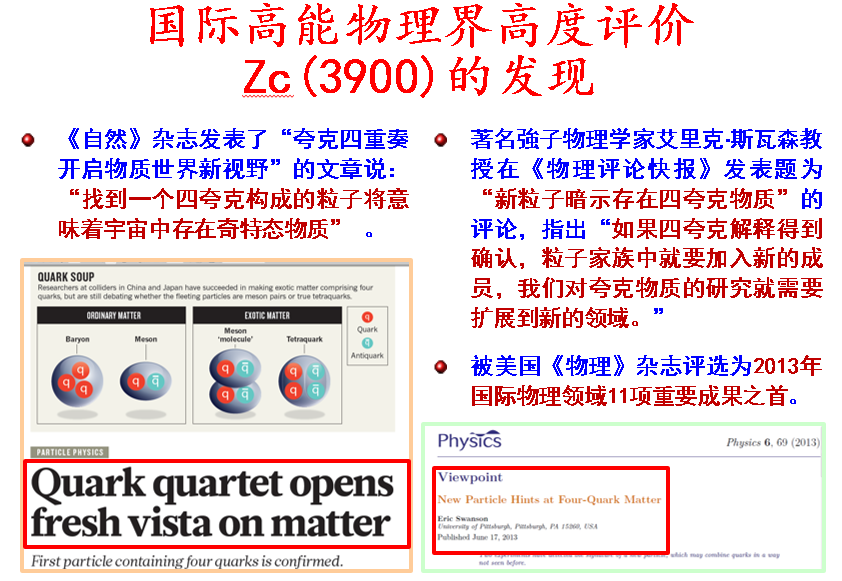 国际高能物理界高度评价
Zc(3900)的发现
《自然》杂志发表了“夸克四重奏
开启物质世界新视野”的文章说：
“找到一个四夸克构成的粒子将意
味着宇宙中存在奇特态物质” 。
QUARK SOUP
Researchers at colliders in China and Japan have succeeded in making exotic matter comprising four
quarks, but are still debating whether the fleeting particles are meson pairs or true tetraquarks.
ORDINARY MATTER
EXOTIC MATTER
Baryon
Meson
Meson
‘molecule’
Tetraquark
q
q
q
q
q̄
q
q̄
q
q̄
q
q̄
q
q̄
q
Quark
q̄
Antiquark
PARTICLE PHYSICS
Quark quartet opens
fresh vista on matter
First particle containing four quarks is confirmed.
著名強子物理学家艾里克·斯瓦森教
授在《物理评论快报》发表题为
“新粒子暗示存在四夸克物质”的
评论，指出“如果四夸克解释得到
确认，粒子家族中就要加入新的成
员，我们对夸克物质的研究就需要
扩展到新的领域。”
被美国《物理》杂志评选为2013年
国际物理领域11项重要成果之首。
Physics
Physics 6, 69 (2013)
Viewpoint
New Particle Hints at Four-Quark Matter
Eric Swanson
University of Pittsburgh, Pittsburgh, PA 15260, USA
Published June 17, 2013
which may combine quarks in a way
not seen before.